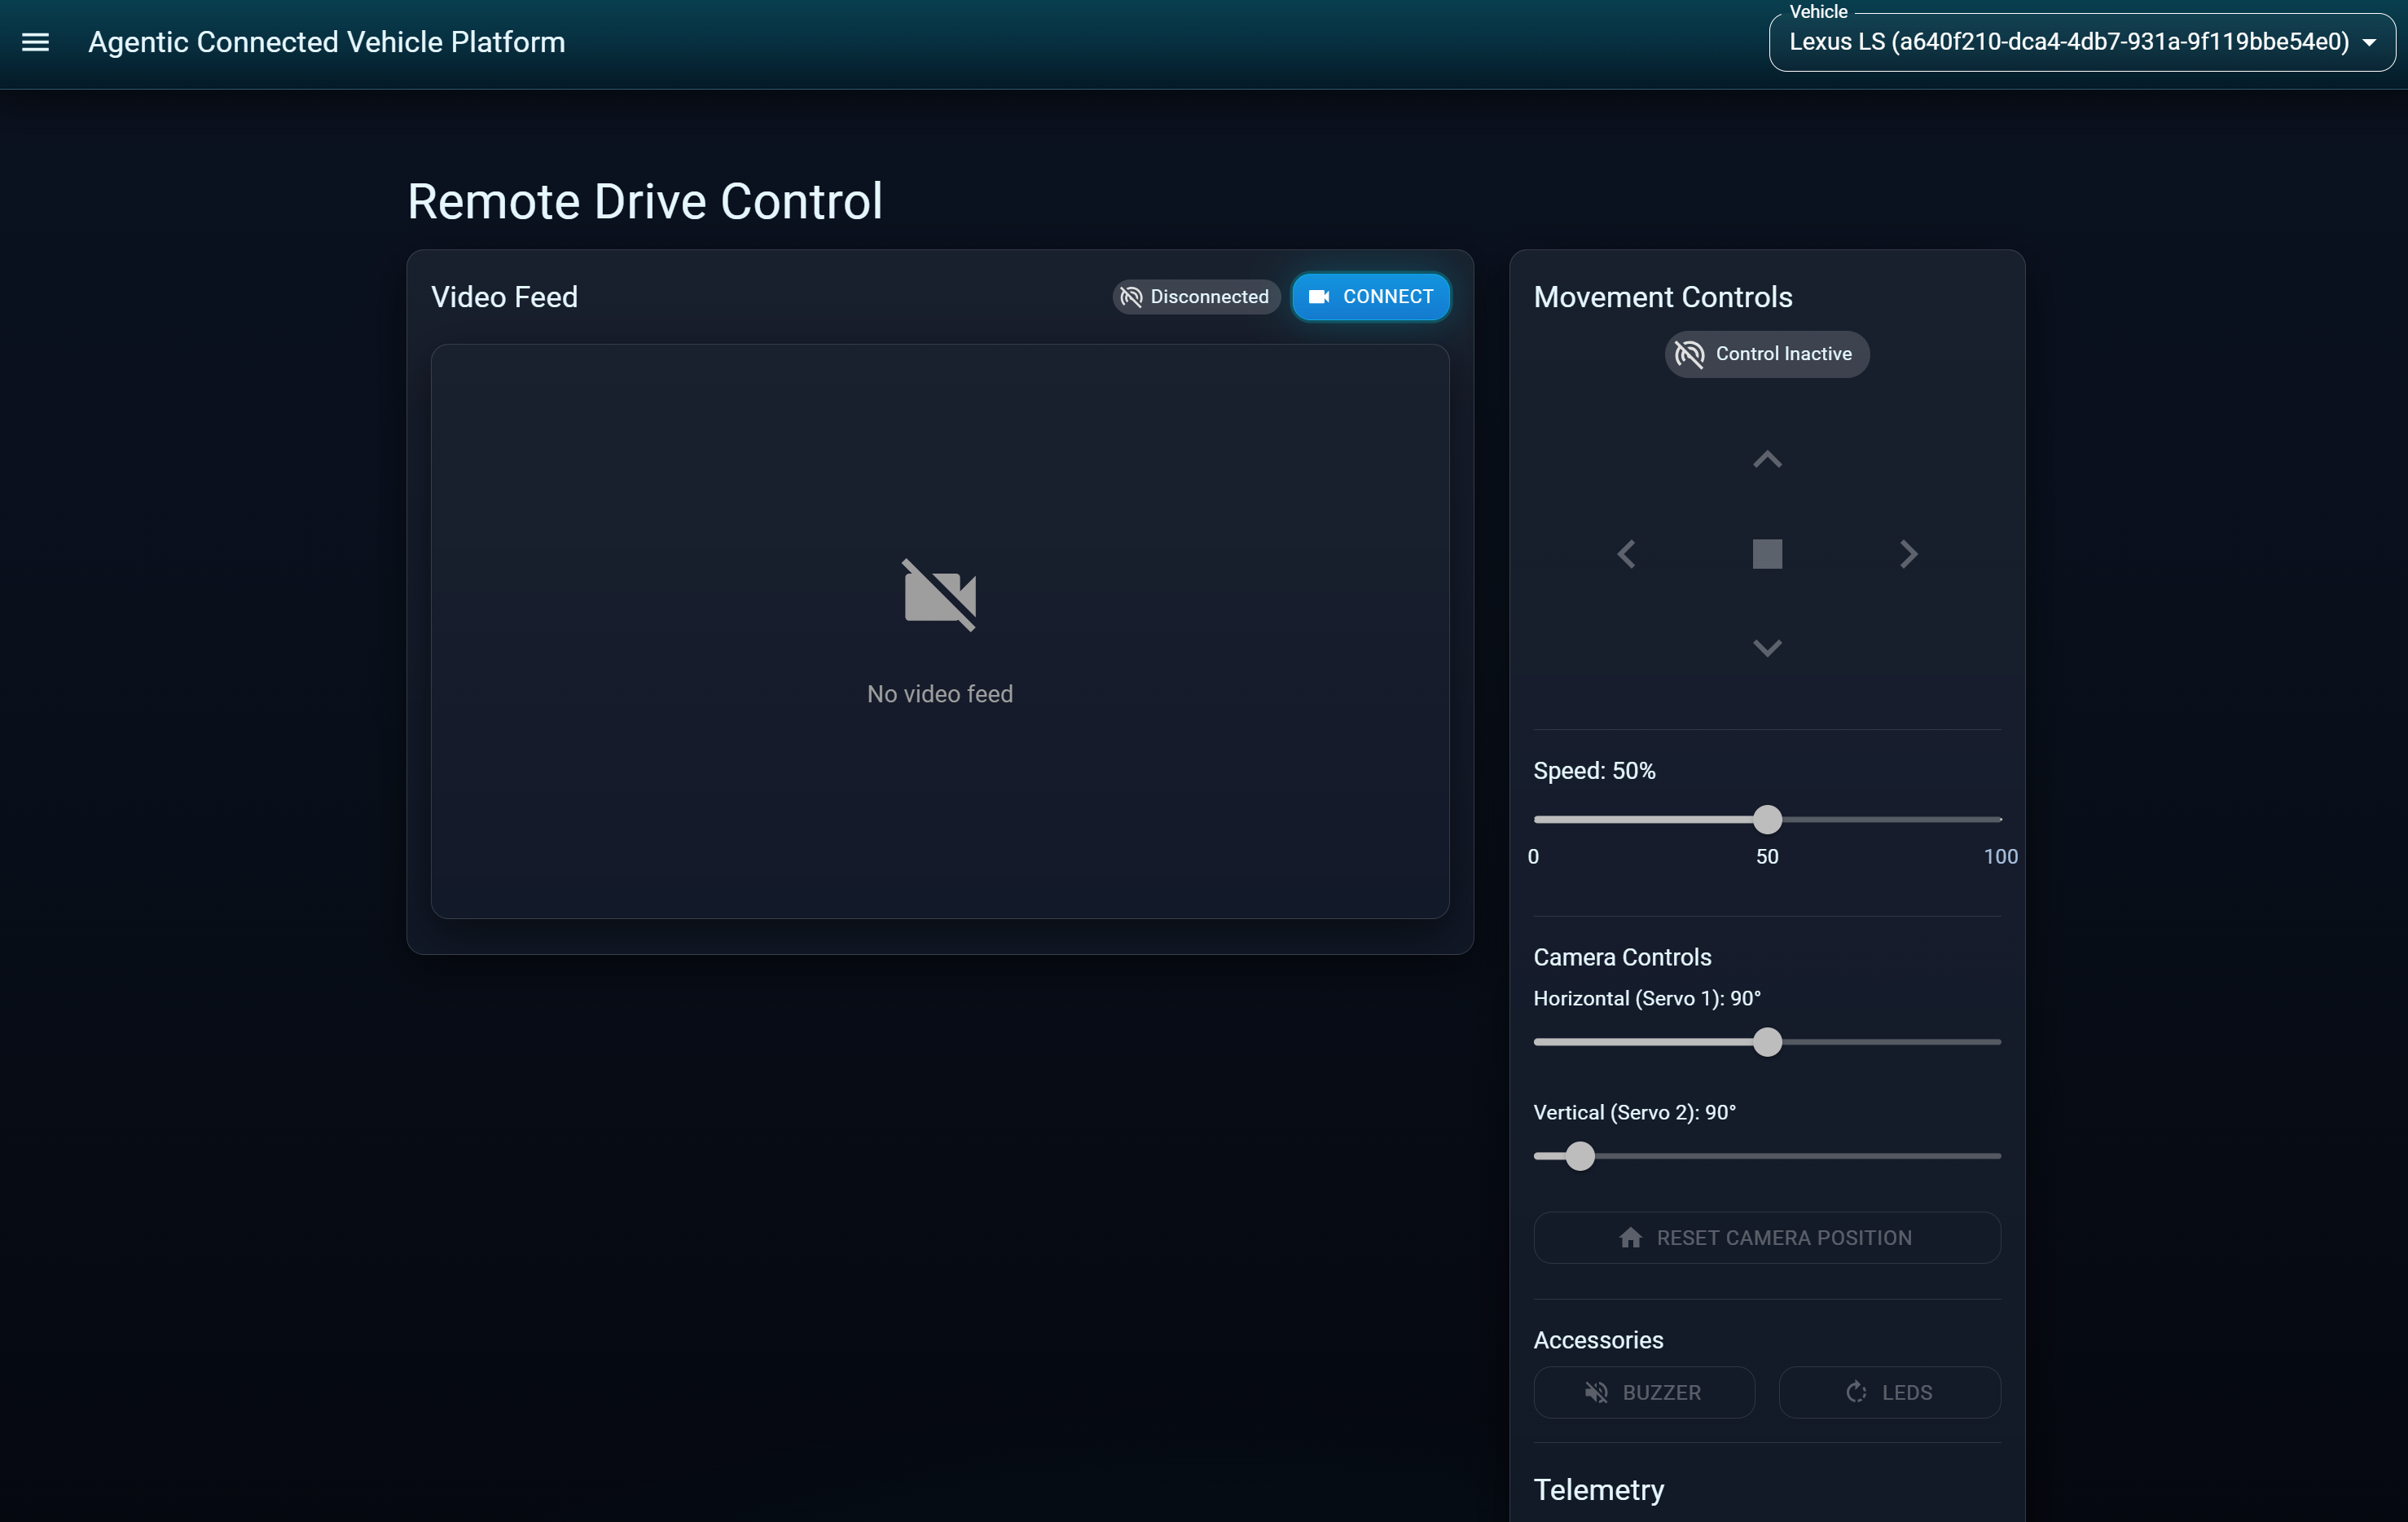 Agentic Connected Vehicle Platform
Vehicle
Lexus LS (a640f210-dca4-4db7-931a-9f119bbe54e0)
Remote Drive Control
Video Feed
Disconnected
CONNECT
No video feed
Movement Controls
Control Inactive
Speed: 50%
0 50 100
Camera Controls
Horizontal (Servo 1): 90°
Vertical (Servo 2): 90°
RESET CAMERA POSITION
Accessories
BUZZER
LEDS
Telemetry